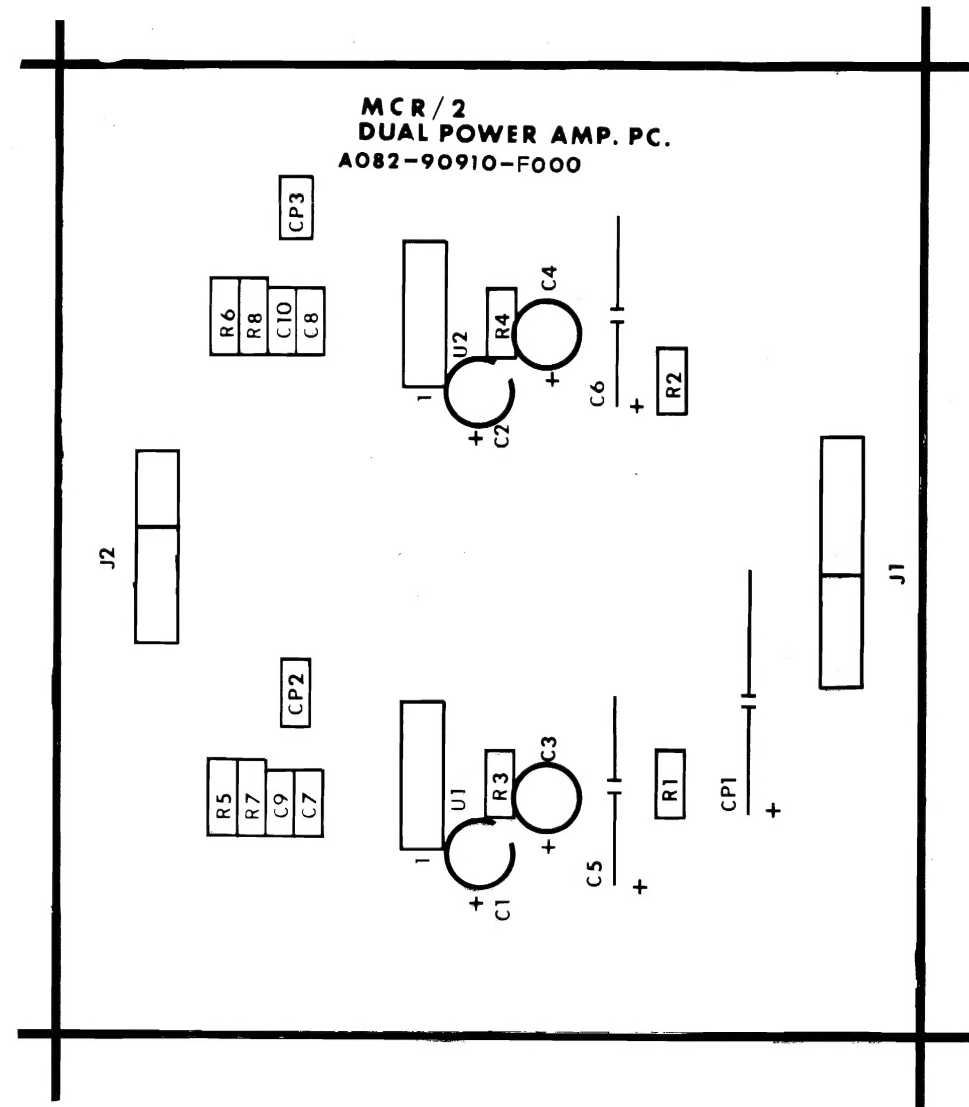 MCR/2
DUAL POWER AMP. PC.
A082-90910-F000
CP3
R6
R8
C10
C8
U2
R4
C4
1
+
C2
+
C6
+
R2
J2
J1
CP2
R5
R7
C9
C7
U1
R3
C3
1
+
C1
+
C5
+
R1
CP1
+